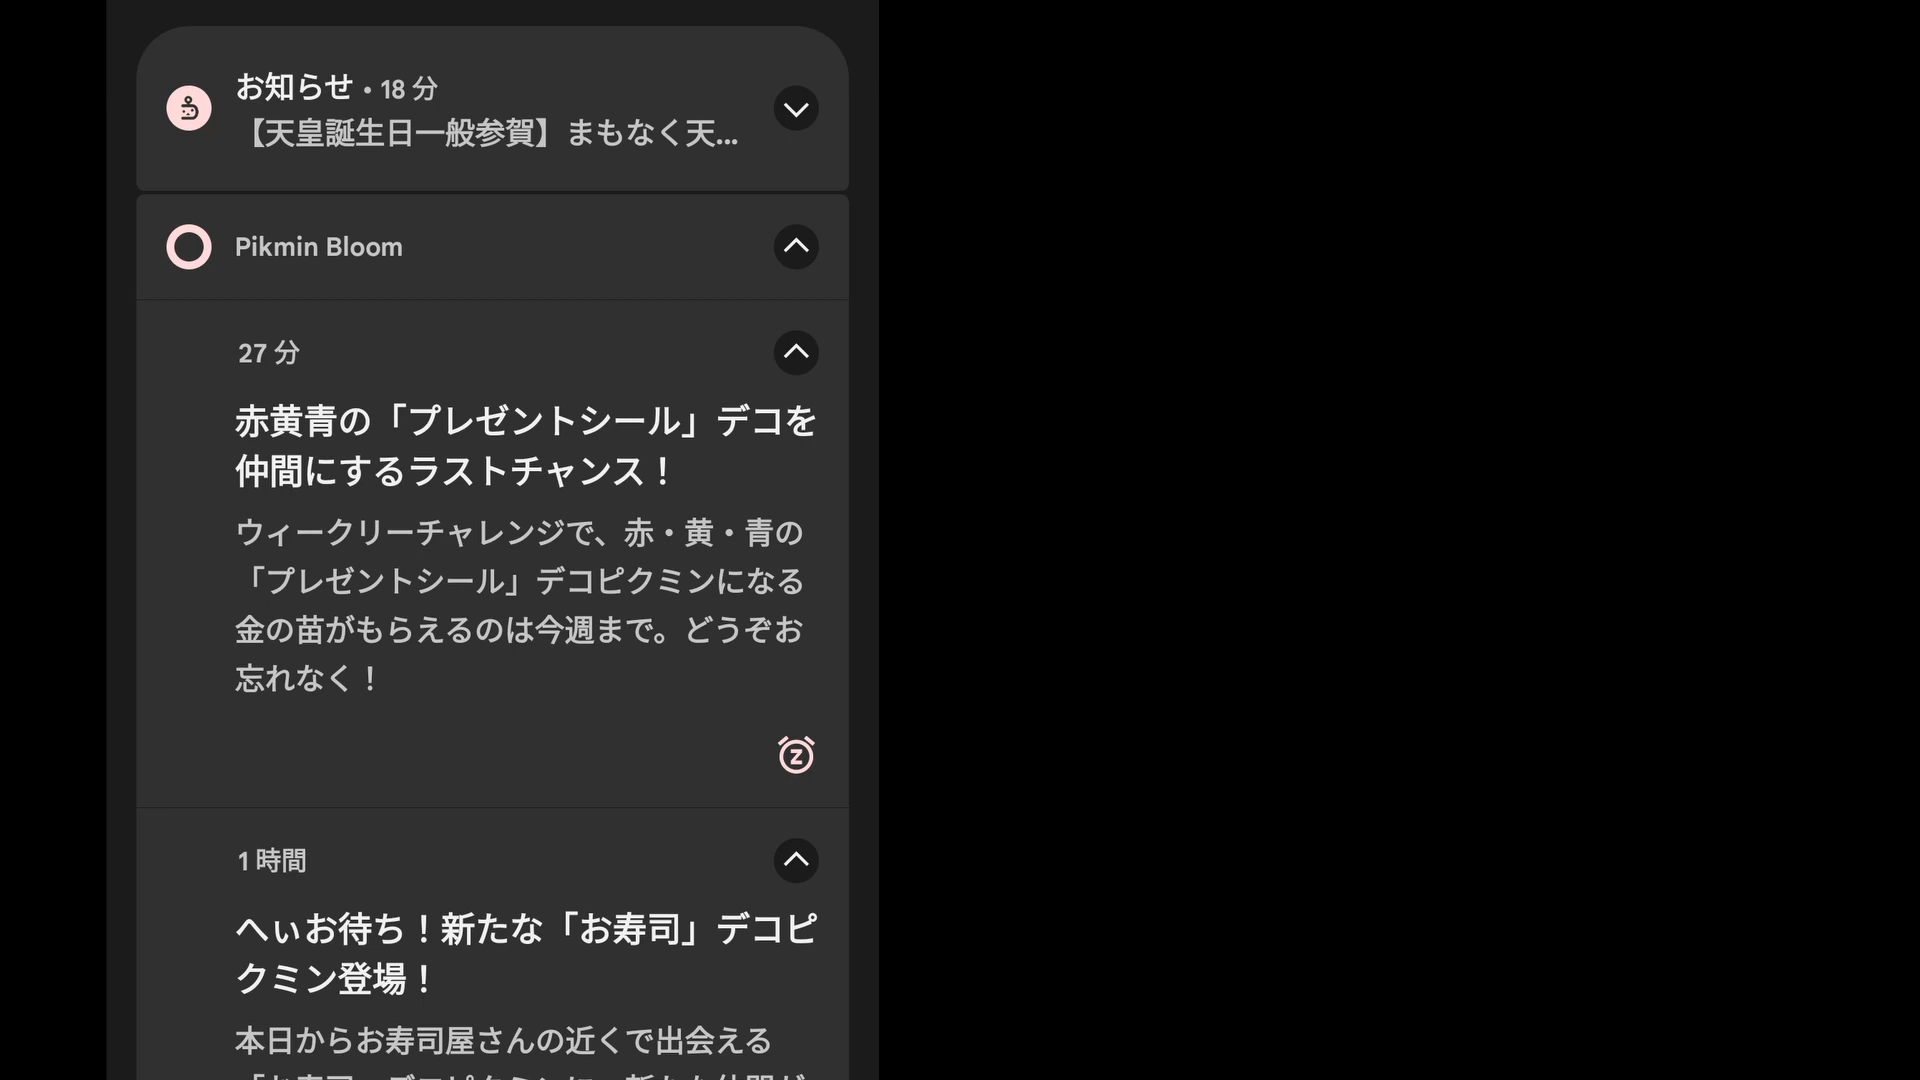 お知らせ • 18 分
【天皇誕生日一般参賀】まもなく天...
Pikmin Bloom
27 分
赤黄青の「プレゼントシール」デコを
仲間にするラストチャンス！
ウィークリーチャレンジで、赤・黄・青の
「プレゼントシール」デコピクミンになる
金の苗がもらえるのは今週まで。どうぞお
忘れなく！
1 時間
へぃお待ち！新たな「お寿司」デコピ
クミン登場！
本日からお寿司屋さんの近くで出会える